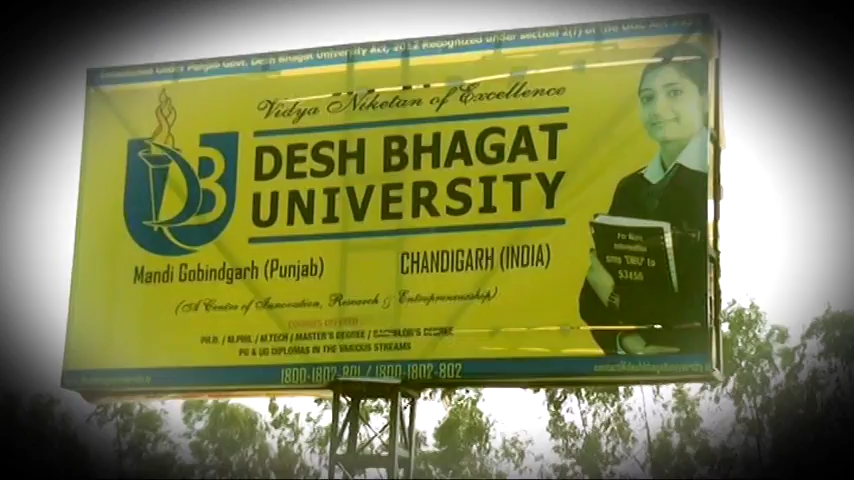 Punjab Govt. Desh Bhagat University Act, 2012 Recognized under section 2(f) of the UGC Act
Vidya Niketan of Excellence
DB
DESH BHAGAT
UNIVERSITY
Mandi Gobindgarh (Punjab)
CHANDIGARH (INDIA)
(A Center of Innovation, Research & Entrepreneurship)
COURSES OFFERED
PH.D. / M.PHIL / M.TECH / MASTER'S DEGREE / BACHELOR'S DEGREE
PG & UG DIPLOMAS IN THE VARIOUS STREAMS
1800-1802-801 / 1800-1802-802
For More
Information
sms 'DBU' to
53456